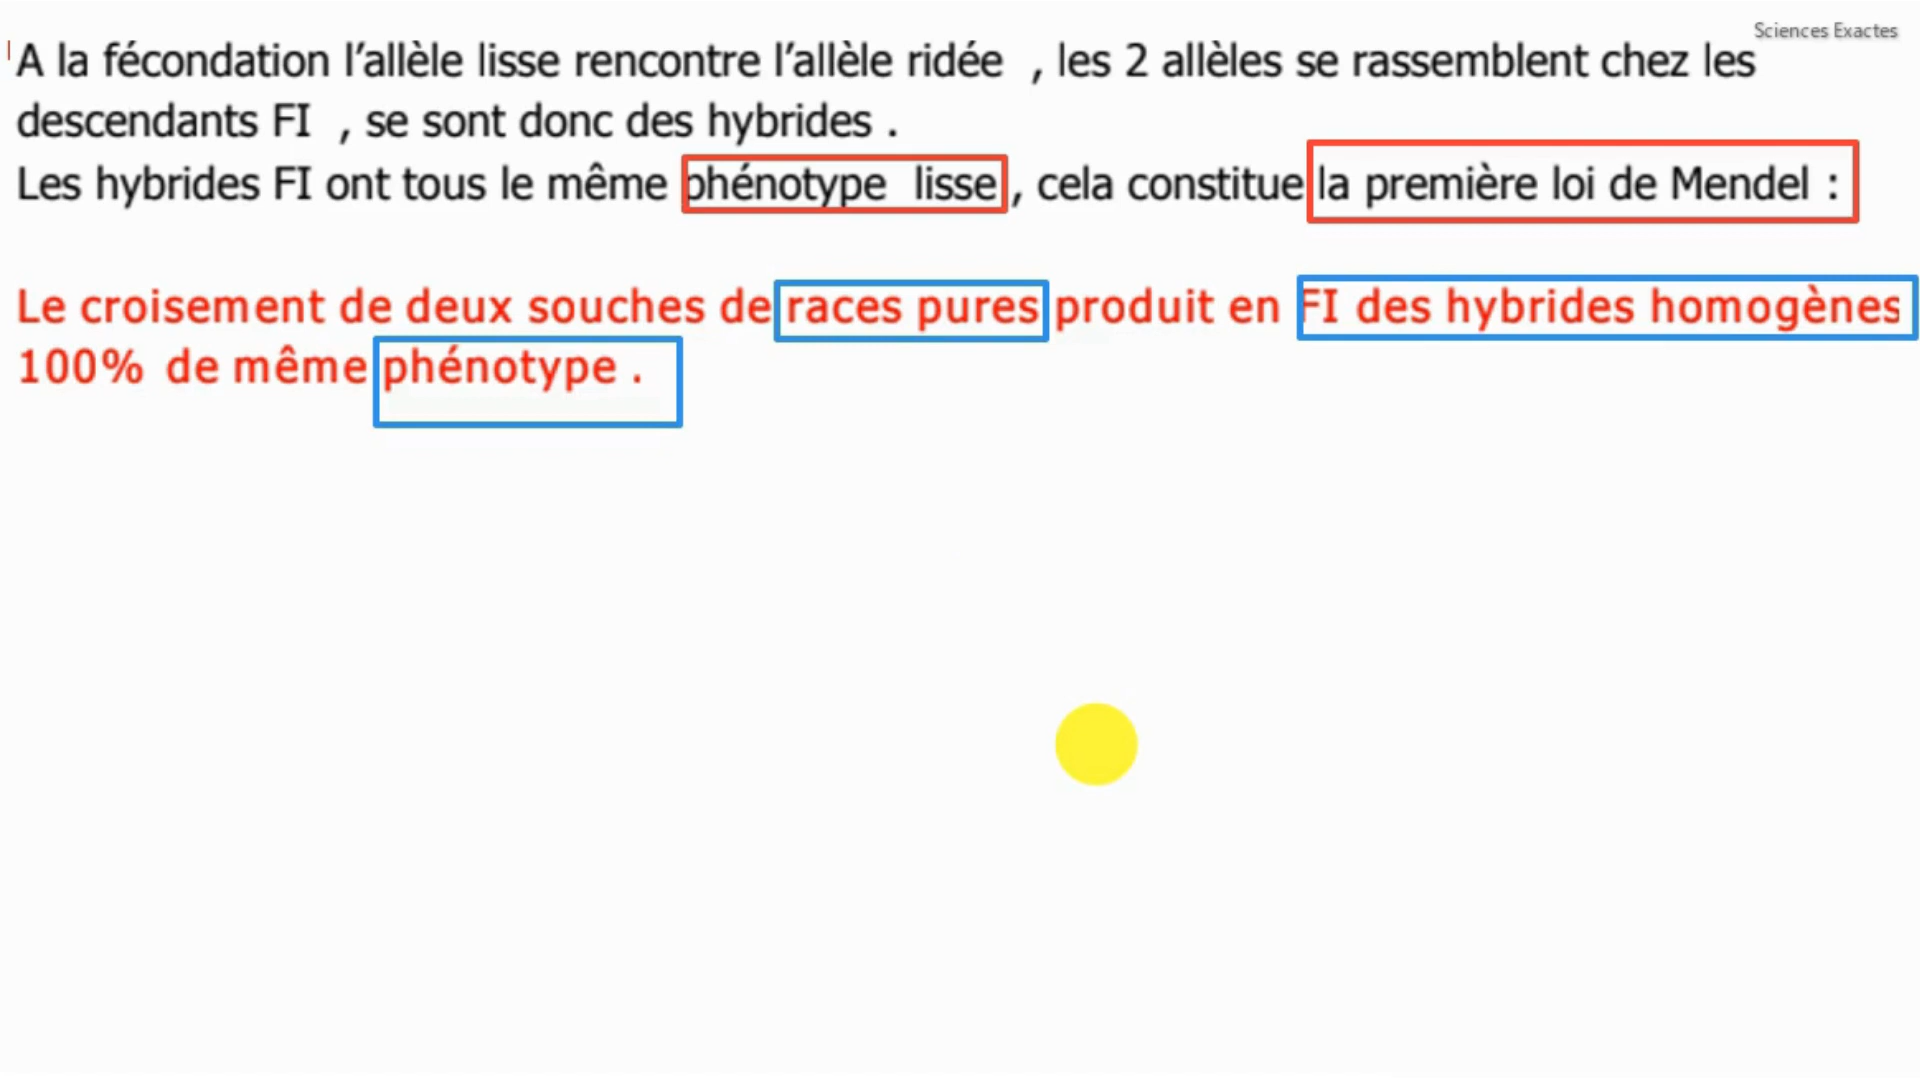 Sciences Exactes
A la fécondation l’allèle lisse rencontre l’allèle ridée , les 2 allèles se rassemblent chez les
descendants FI , se sont donc des hybrides .
Les hybrides FI ont tous le même phénotype lisse , cela constitue la première loi de Mendel :
Le croisement de deux souches de races pures produit en FI des hybrides homogènes
100% de même phénotype .